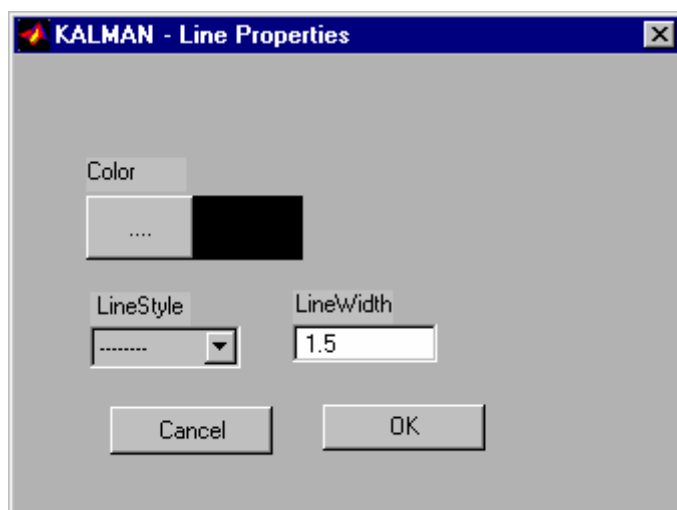 KALMAN - Line Properties
Color
....
LineStyle
LineWidth
--------
1.5
Cancel
OK